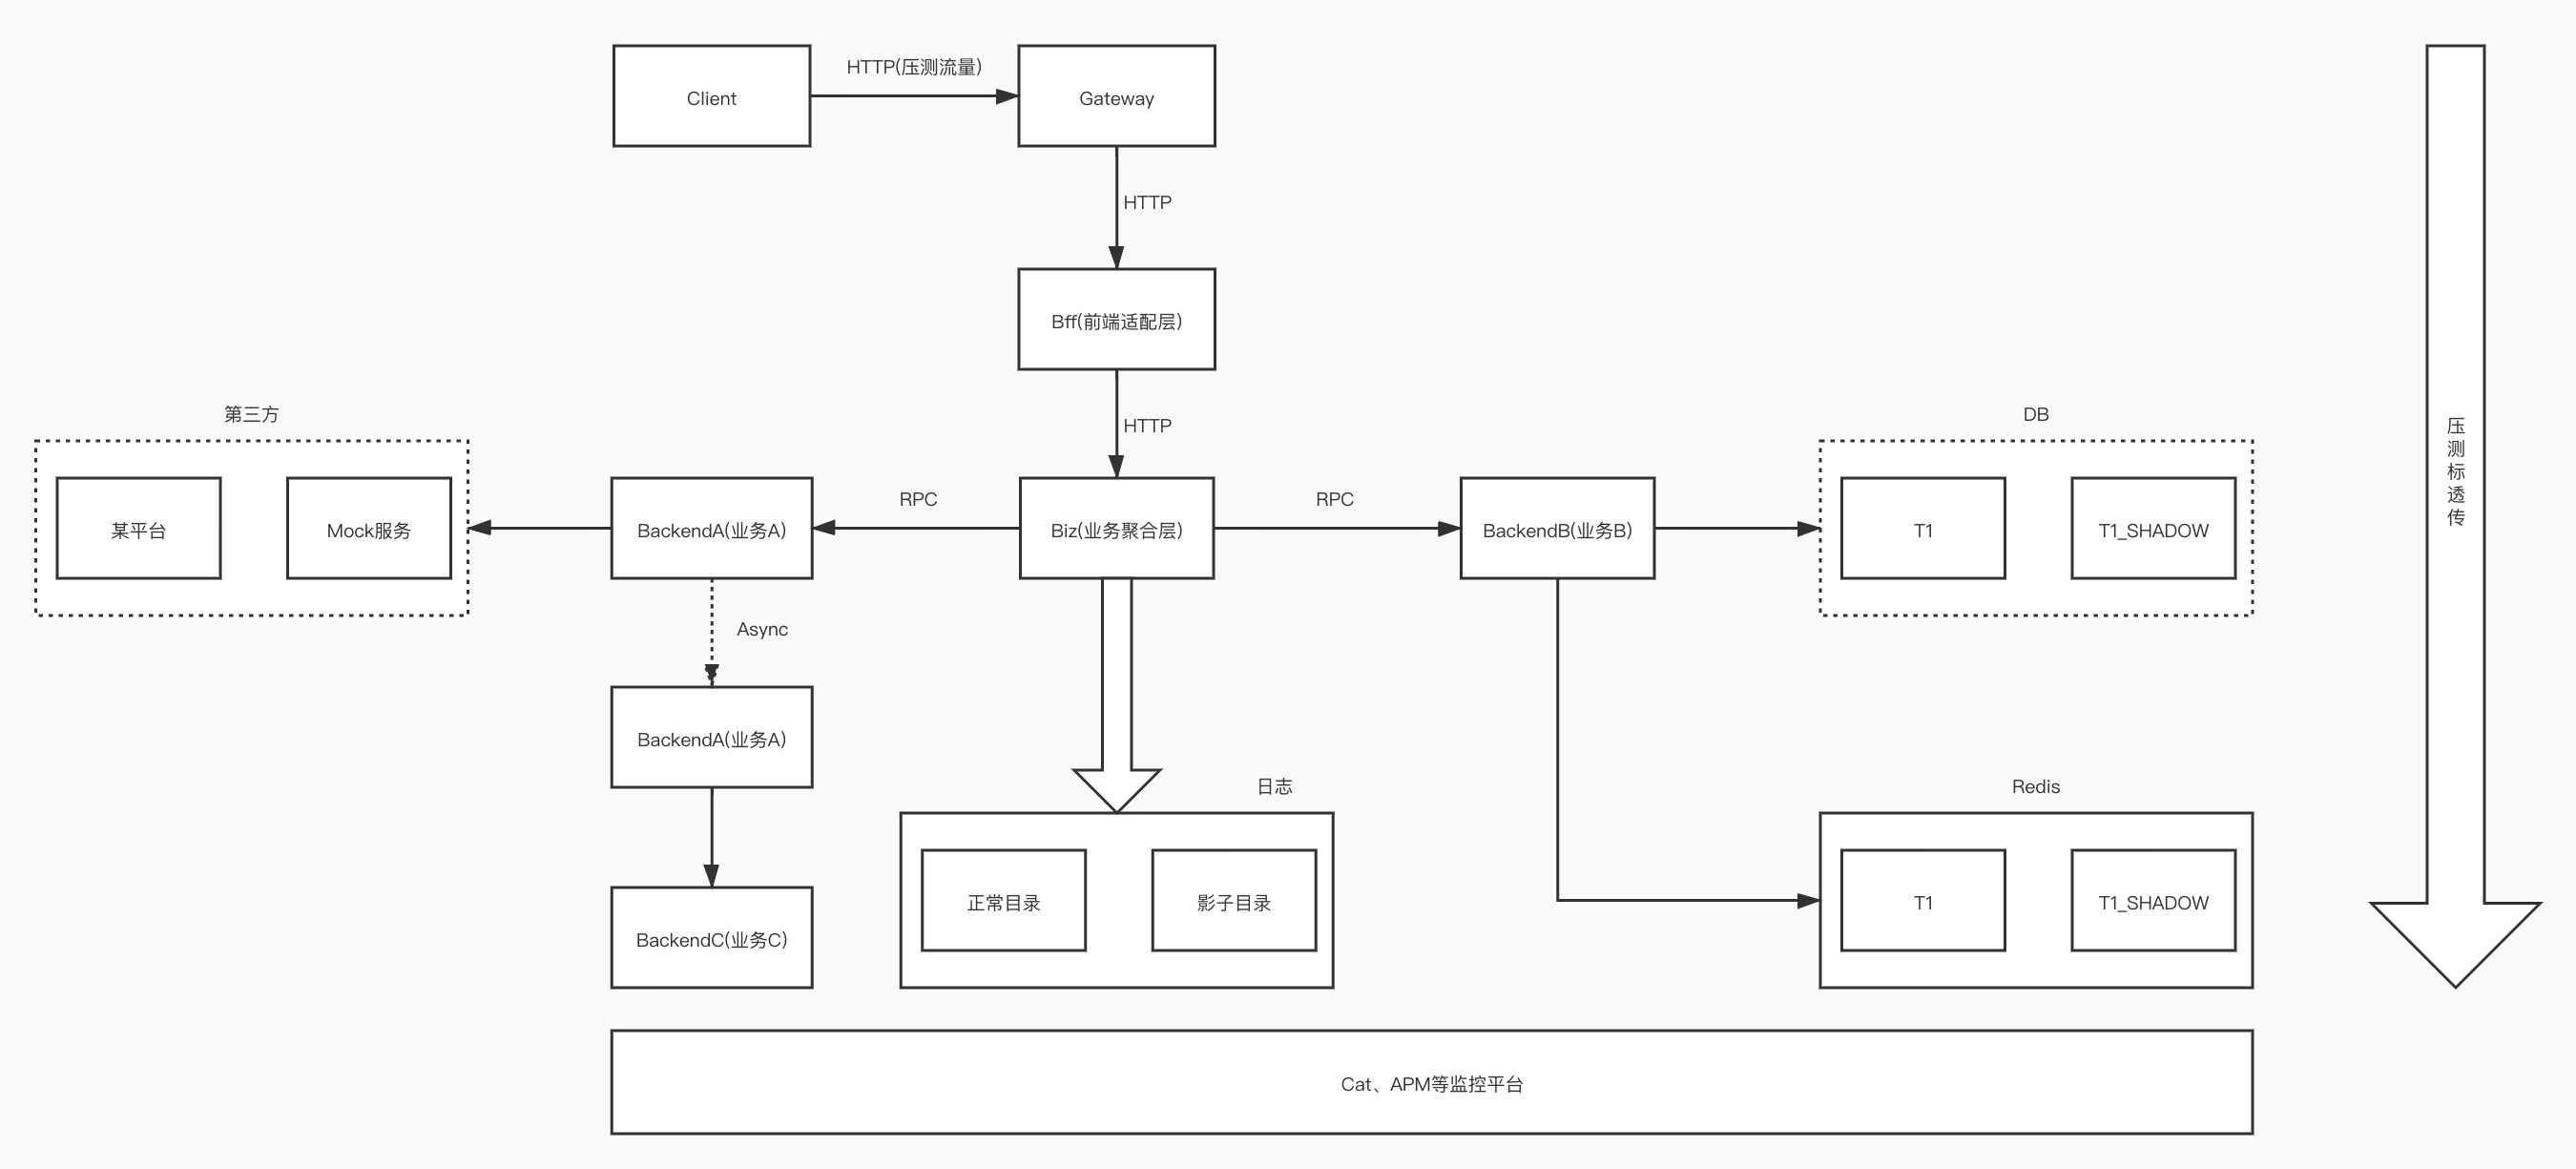 Client
HTTP(压测流量)
Gateway
HTTP
Bff(前端适配层)
HTTP
第三方
某平台
Mock服务
BackendA(业务A)
RPC
Biz(业务聚合层)
RPC
BackendB(业务B)
DB
T1
T1_SHADOW
Async
BackendA(业务A)
BackendC(业务C)
日志
正常目录
影子目录
Redis
T1
T1_SHADOW
压测标透传
Cat、APM等监控平台